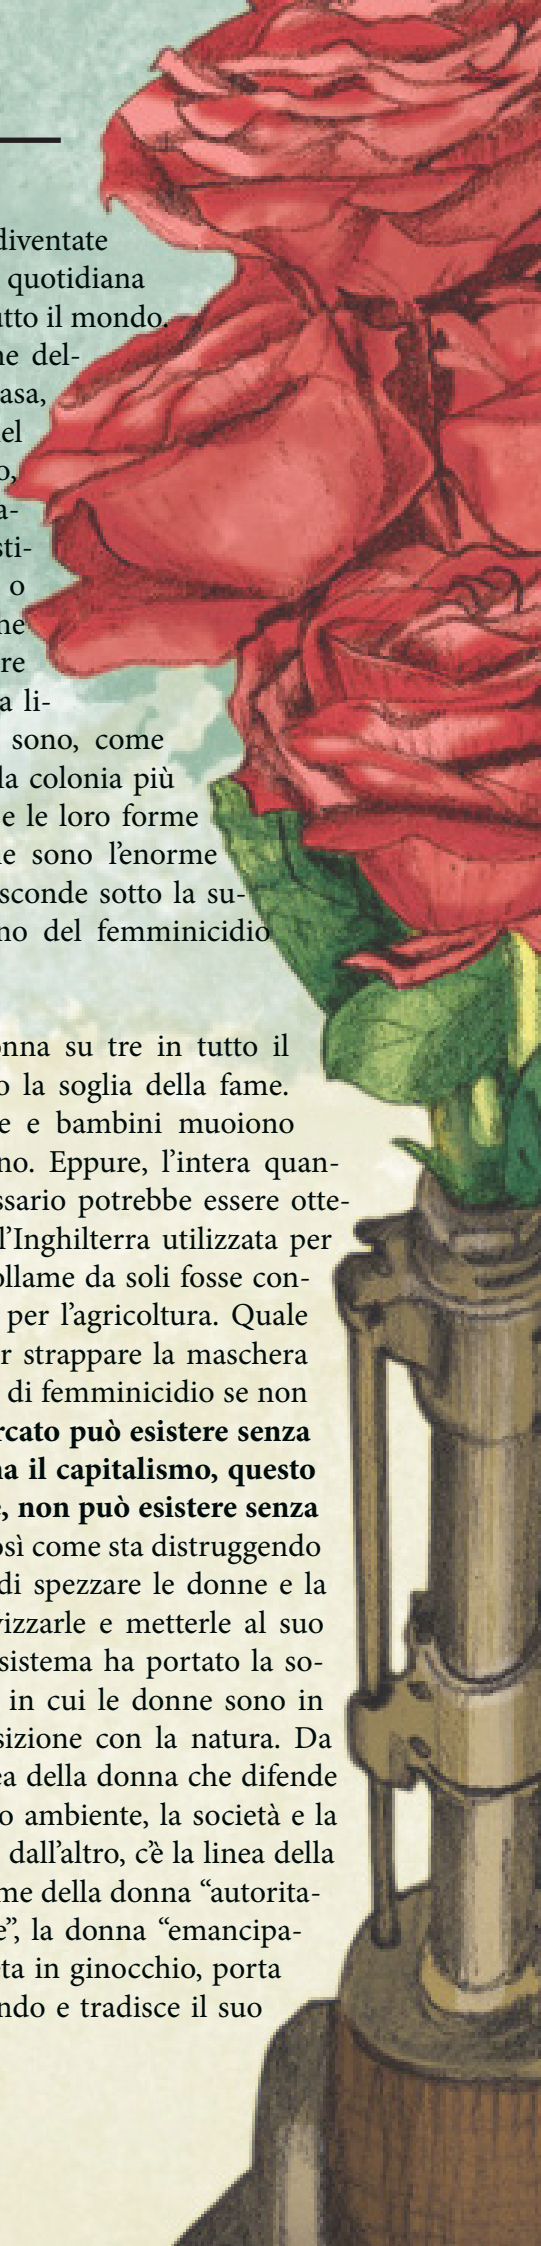 diventate
quotidiana
utto il mondo.
ne del-
asa,
el
o,
a-
sti-
o
he
re
a li-
sono, come
la colonia più
e le loro forme
le sono l’enorme
sconde sotto la su-
no del femminicidio
onna su tre in tutto il
o la soglia della fame.
e e bambini muoiono
no. Eppure, l’intera quan-
ssario potrebbe essere otte-
l’Inghilterra utilizzata per
ollame da soli fosse con-
per l’agricoltura. Quale
r strappare la maschera
di femminicidio se non
rcato può esistere senza
na il capitalismo, questo
e, non può esistere senza
osì come sta distruggendo
di spezzare le donne e la
vizzarle e metterle al suo
sistema ha portato la so-
in cui le donne sono in
sizione con la natura. Da
ea della donna che difende
o ambiente, la società e la
dall’altro, c’è la linea della
me della donna “autorita-
e”, la donna “emancipa-
ta in ginocchio, porta
ndo e tradisce il suo